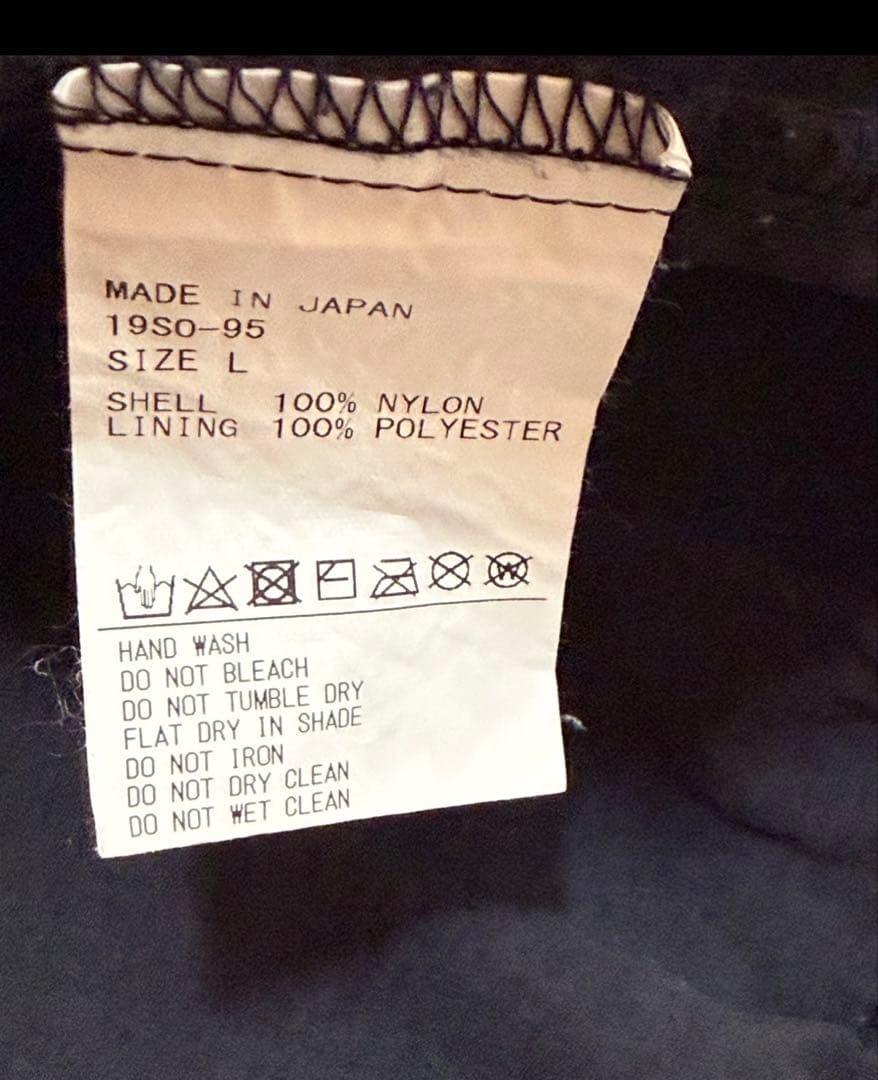 MADE IN JAPAN
19SO-95
SIZE L
SHELL 100% NYLON
LINING 100% POLYESTER
W
HAND WASH
DO NOT BLEACH
DO NOT TUMBLE DRY
FLAT DRY IN SHADE
DO NOT IRON
DO NOT DRY CLEAN
DO NOT WET CLEAN